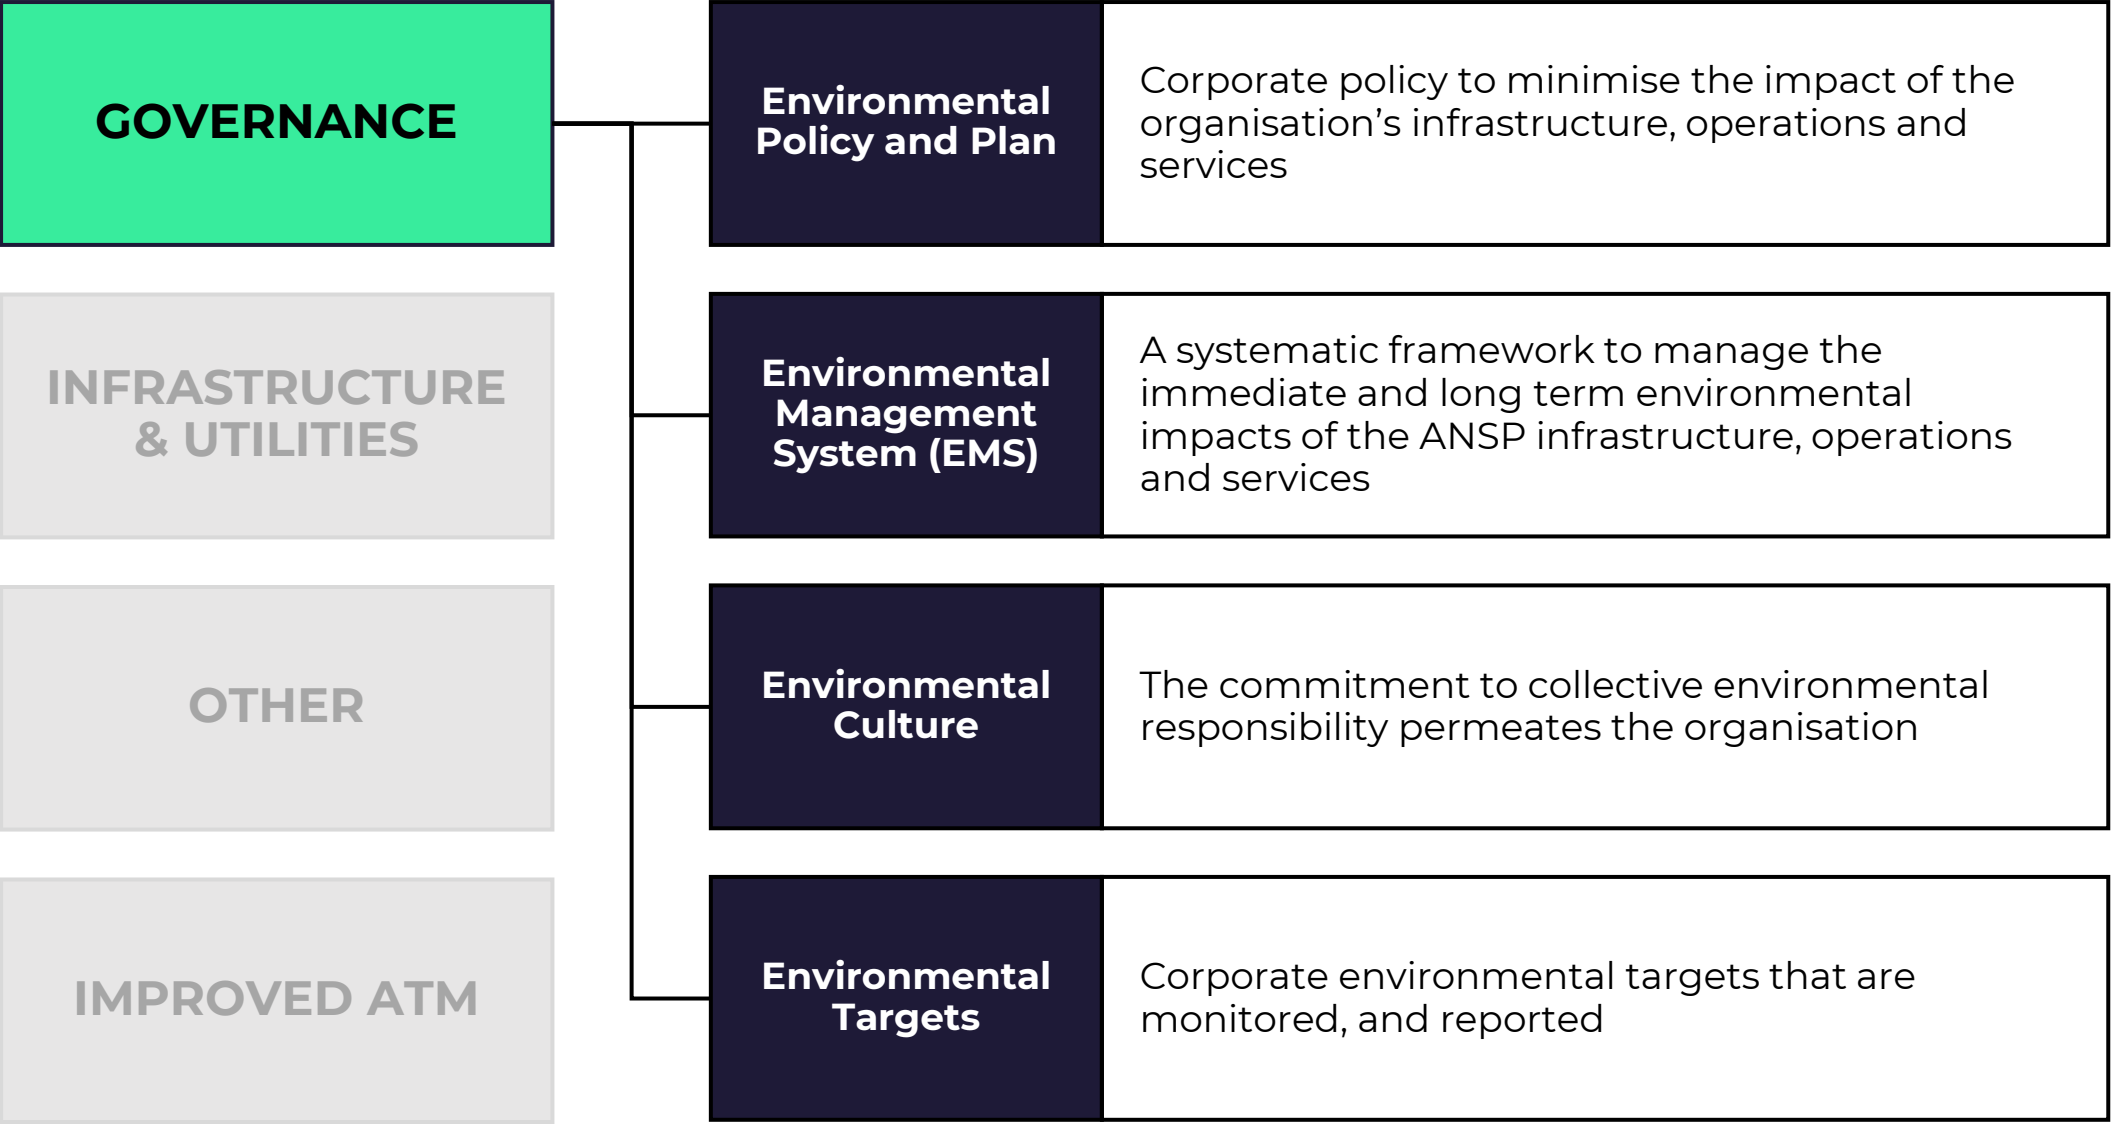 GOVERNANCE
Environmental
Policy and Plan
Corporate policy to minimise the impact of the
organisation’s infrastructure, operations and
services
INFRASTRUCTURE
& UTILITIES
Environmental
Management
System (EMS)
A systematic framework to manage the
immediate and long term environmental
impacts of the ANSP infrastructure, operations
and services
OTHER
Environmental
Culture
The commitment to collective environmental
responsibility permeates the organisation
IMPROVED ATM
Environmental
Targets
Corporate environmental targets that are
monitored, and reported